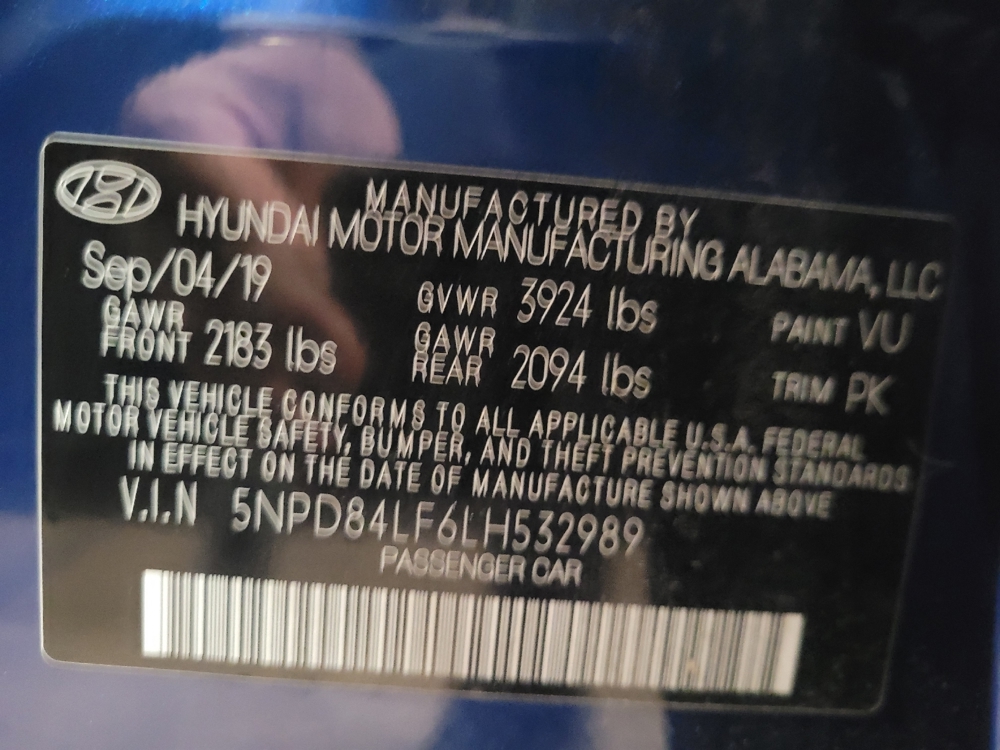 MANUFACTURED BY
HYUNDAI MOTOR MANUFACTURING ALABAMA, LLC
Sep/04/19 GVWR 3924 lbs PAINT VU
GAWR FRONT 2183 lbs GAWR REAR 2094 lbs TRIM PK
THIS VEHICLE CONFORMS TO ALL APPLICABLE U.S.A. FEDERAL
MOTOR VEHICLE SAFETY, BUMPER, AND THEFT PREVENTION STANDARDS
IN EFFECT ON THE DATE OF MANUFACTURE SHOWN ABOVE
V.I.N 5NPD84LF6LH532989
PASSENGER CAR